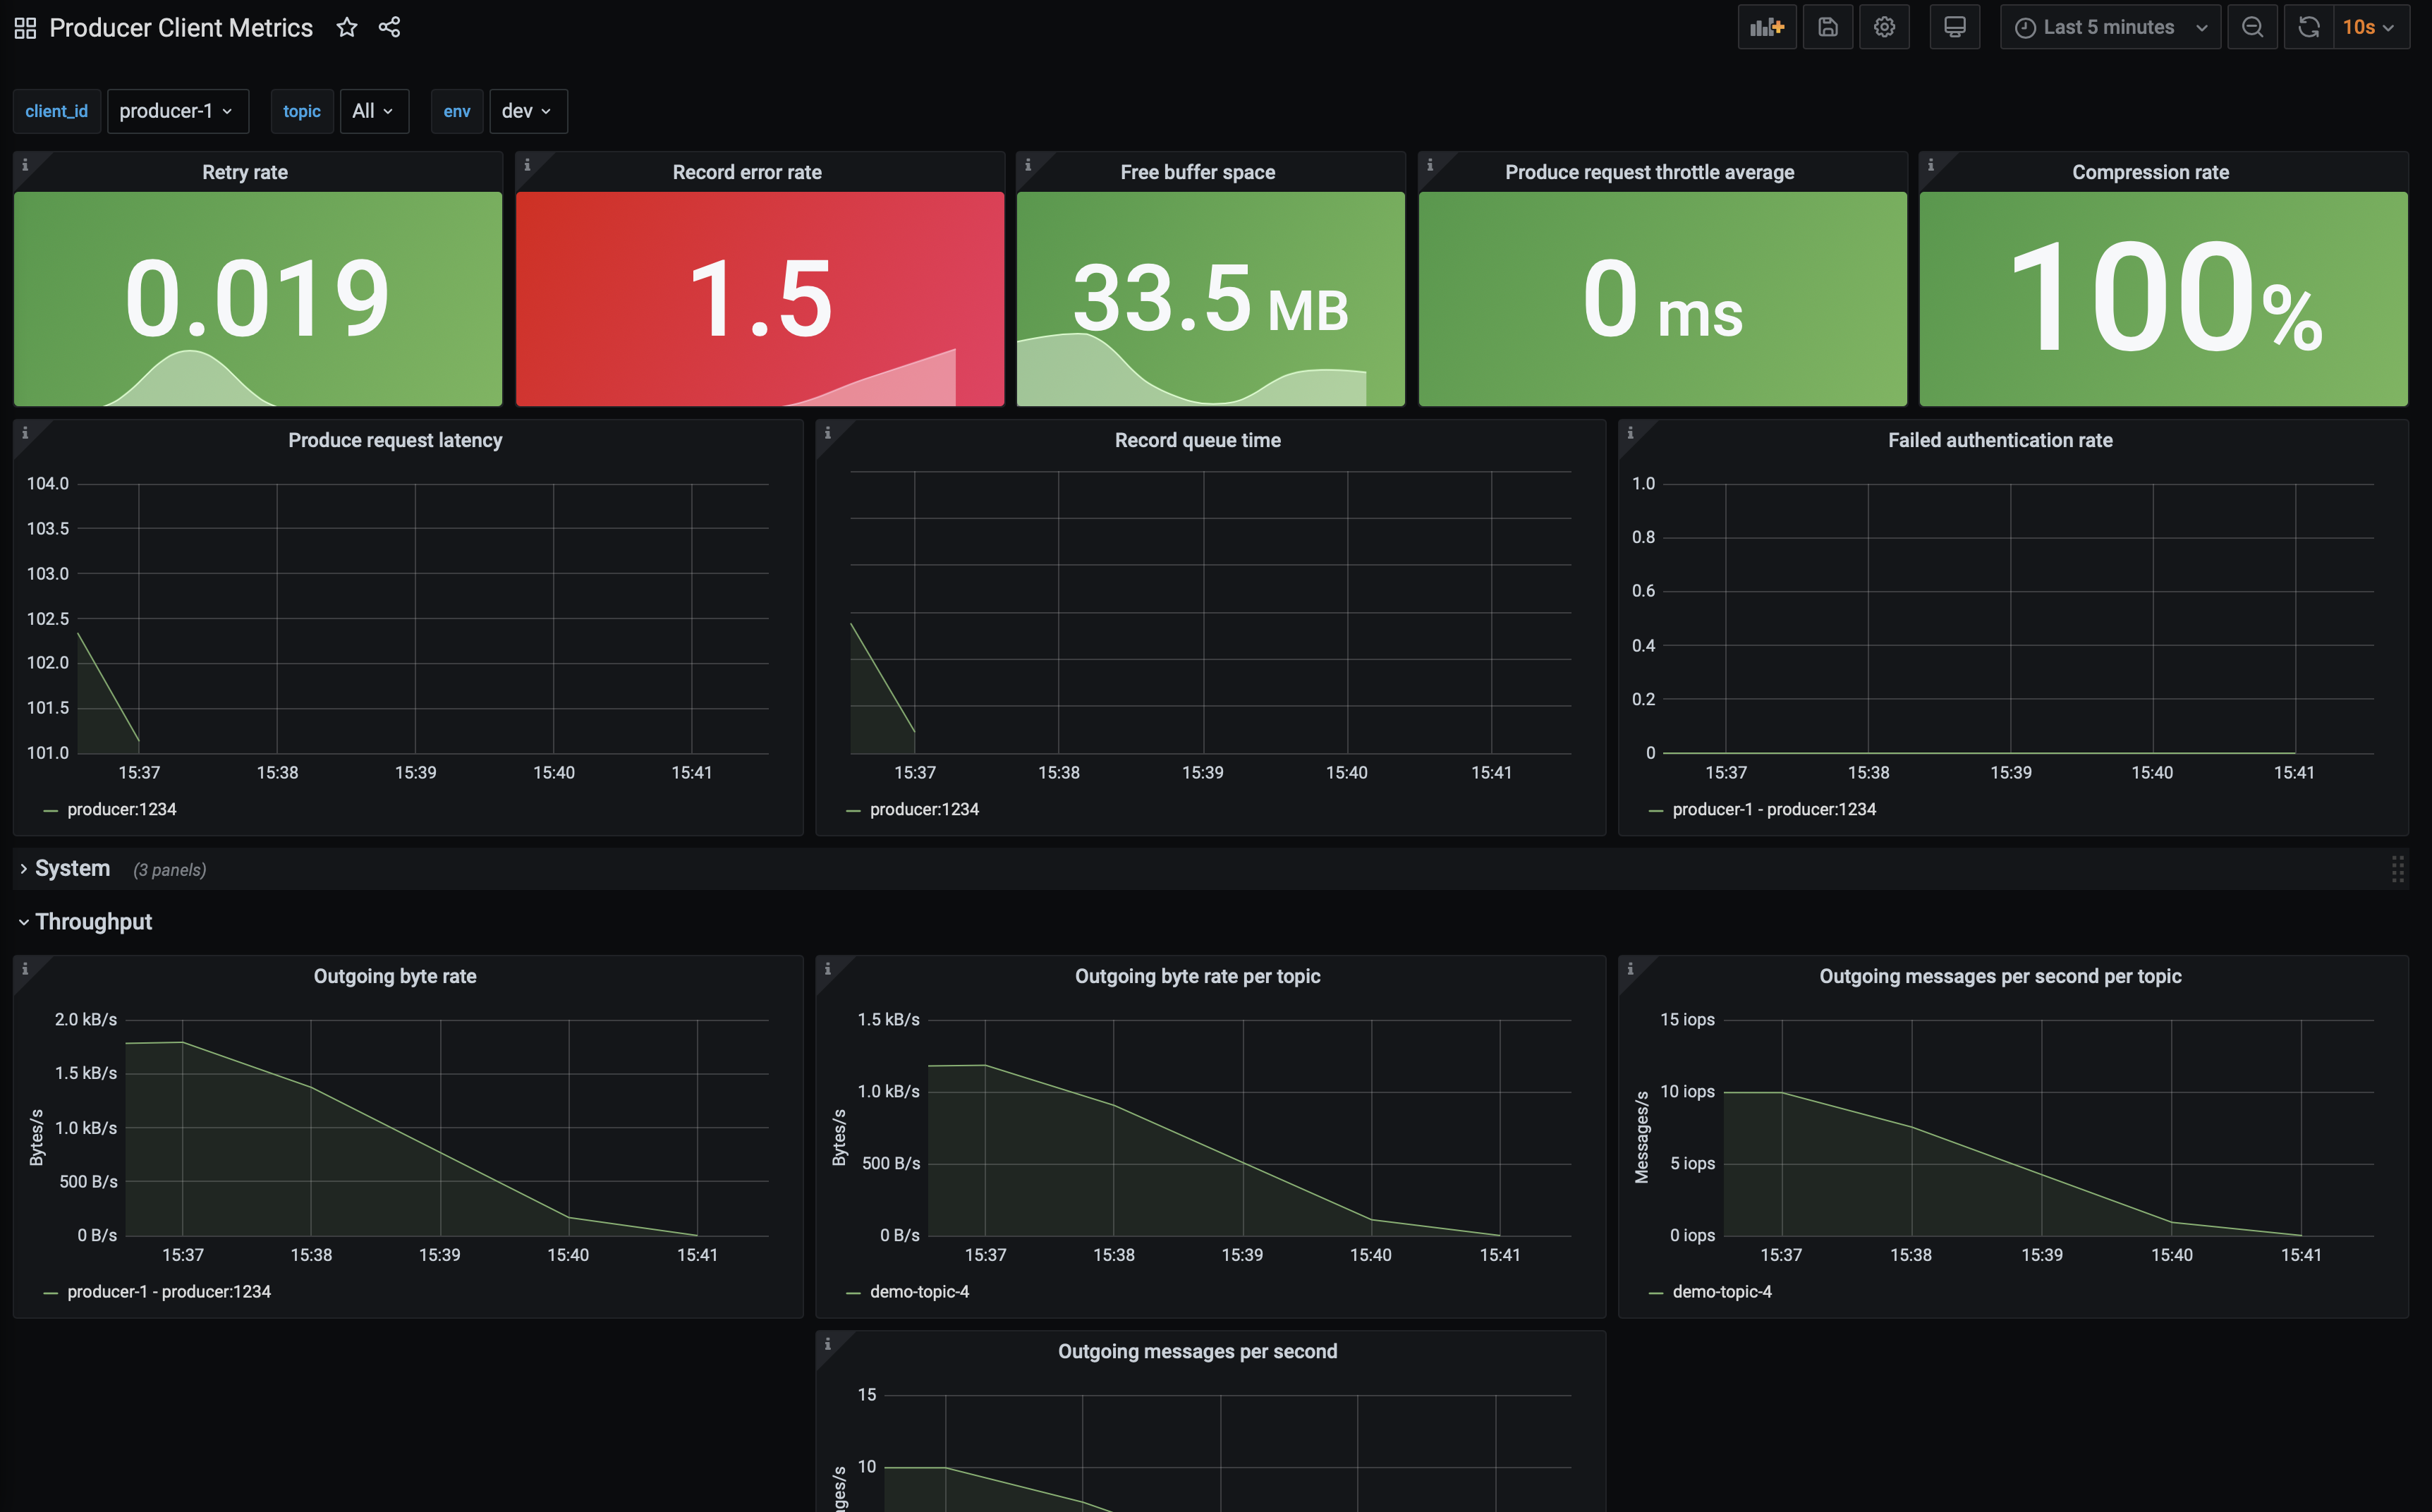 Producer Client Metrics
Last 5 minutes
10s
client_id
producer-1
topic
All
env
dev
Retry rate
0.019
Record error rate
1.5
Free buffer space
33.5 MB
Produce request throttle average
0 ms
Compression rate
100%
Produce request latency
104.0
103.5
103.0
102.5
102.0
101.5
101.0
15:37 15:38 15:39 15:40 15:41
producer:1234
Record queue time
15:37 15:38 15:39 15:40 15:41
producer:1234
Failed authentication rate
1.0
0.8
0.6
0.4
0.2
0
15:37 15:38 15:39 15:40 15:41
producer-1 - producer:1234
System (3 panels)
Throughput
Outgoing byte rate
Bytes/s
2.0 kB/s
1.5 kB/s
1.0 kB/s
500 B/s
0 B/s
15:37 15:38 15:39 15:40 15:41
producer-1 - producer:1234
Outgoing byte rate per topic
Bytes/s
1.5 kB/s
1.0 kB/s
500 B/s
0 B/s
15:37 15:38 15:39 15:40 15:41
demo-topic-4
Outgoing messages per second per topic
Messages/s
15 iops
10 iops
5 iops
0 iops
15:37 15:38 15:39 15:40 15:41
demo-topic-4
Outgoing messages per second
15
10